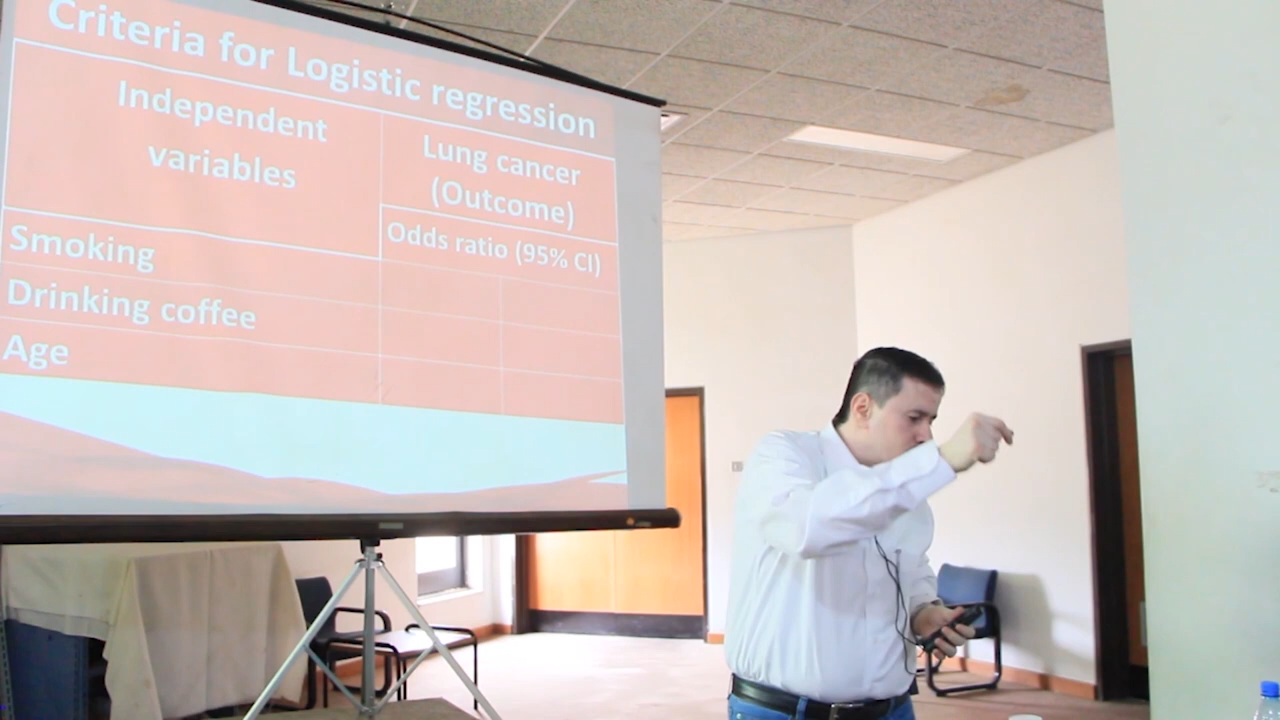 Criteria for Logistic regression
Independent
variables
Lung cancer
(Outcome)
Odds ratio (95% CI)
Smoking
Drinking coffee
Age